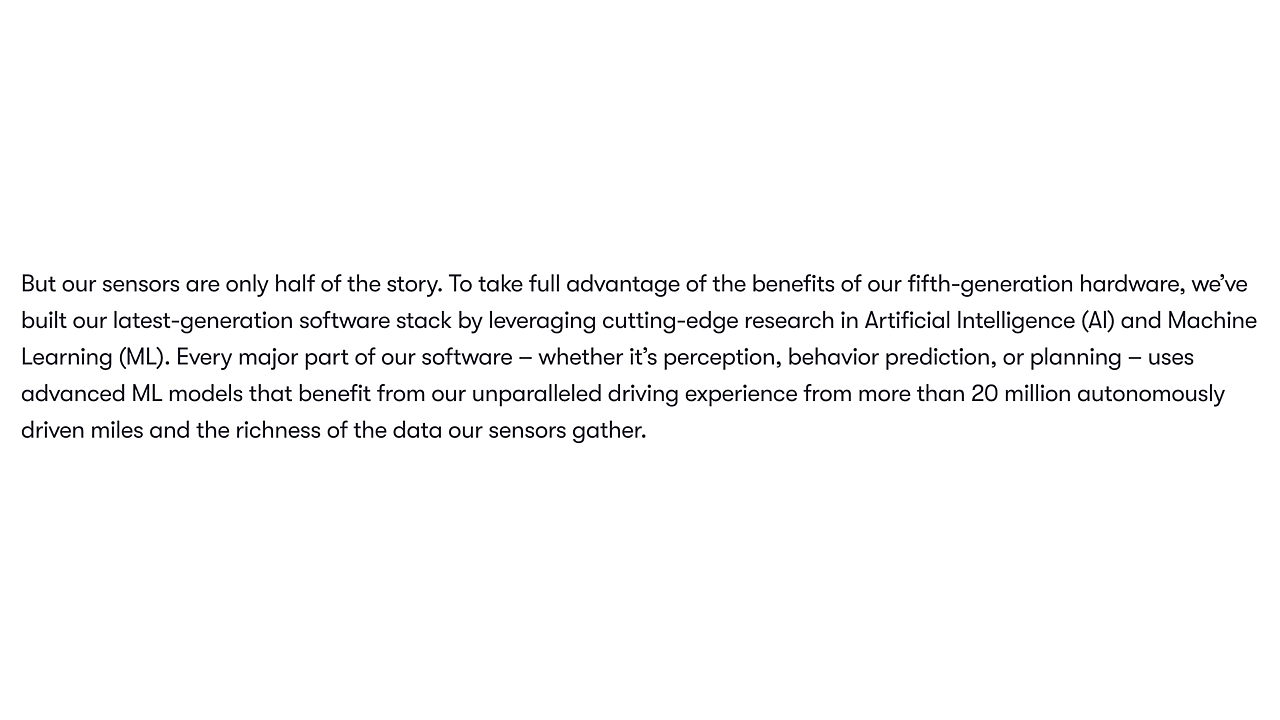 But our sensors are only half of the story. To take full advantage of the benefits of our fifth-generation hardware, we’ve
built our latest-generation software stack by leveraging cutting-edge research in Artificial Intelligence (AI) and Machine
Learning (ML). Every major part of our software – whether it’s perception, behavior prediction, or planning – uses
advanced ML models that benefit from our unparalleled driving experience from more than 20 million autonomously
driven miles and the richness of the data our sensors gather.